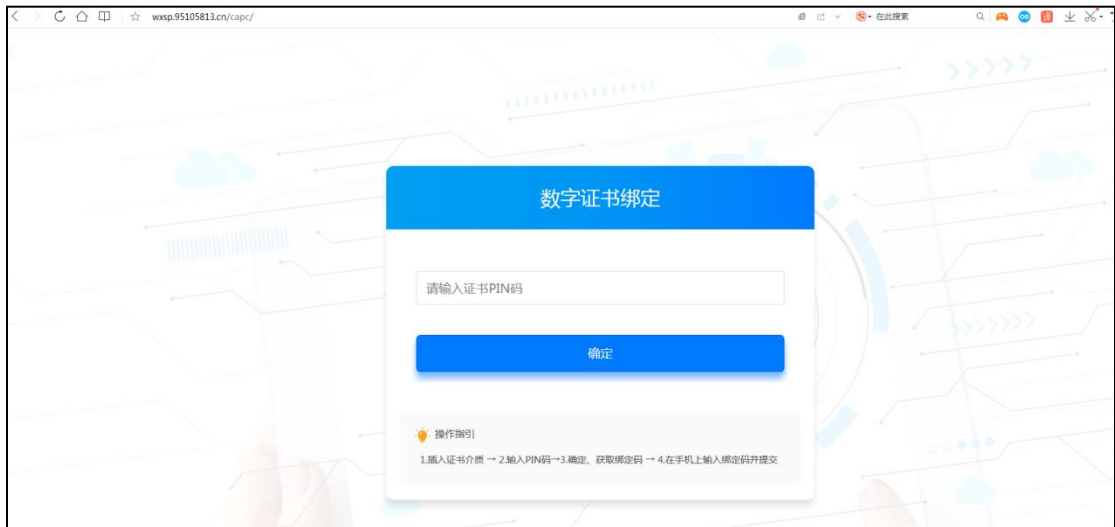 wxsp.95105813.cn/capc/
在此搜索
译
数字证书绑定
请输入证书PIN码
确定
操作指引
1.插入证书介质 → 2.输入PIN码→3.确定、获取绑定码 → 4.在手机上输入绑定码并提交